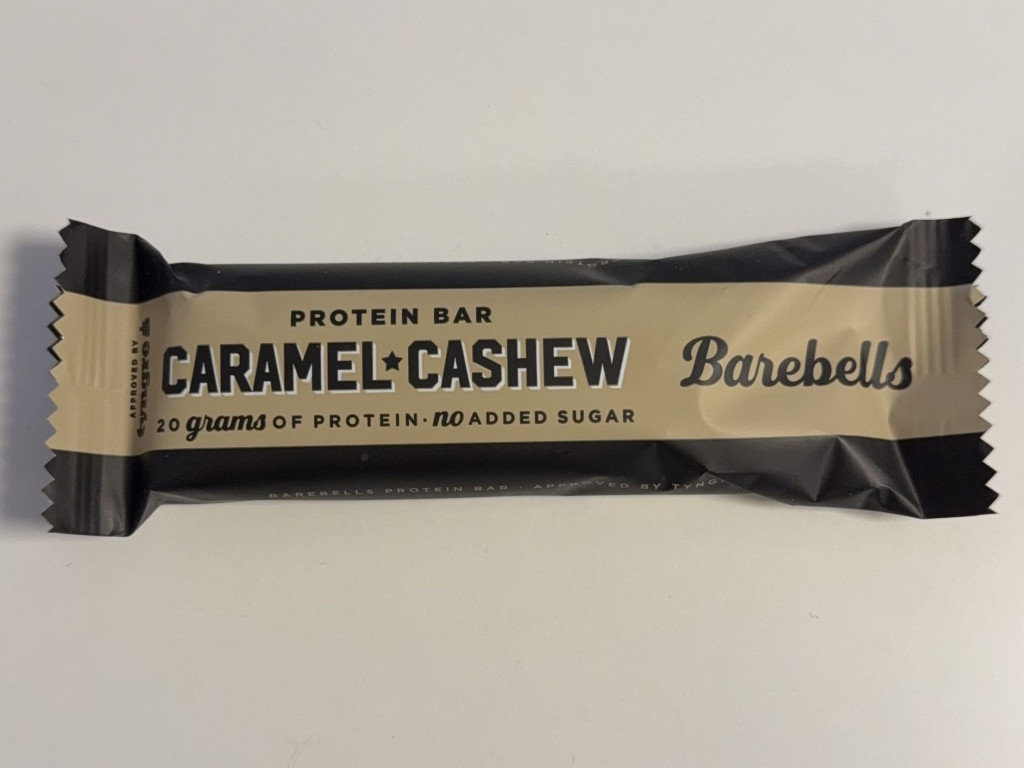 PROTEIN BAR
CARAMEL★CASHEW
20 grams OF PROTEIN · no ADDED SUGAR
Barebells
APPROVED BY
tyngre
BAREBELLS PROTEIN BAR · APPROVED BY